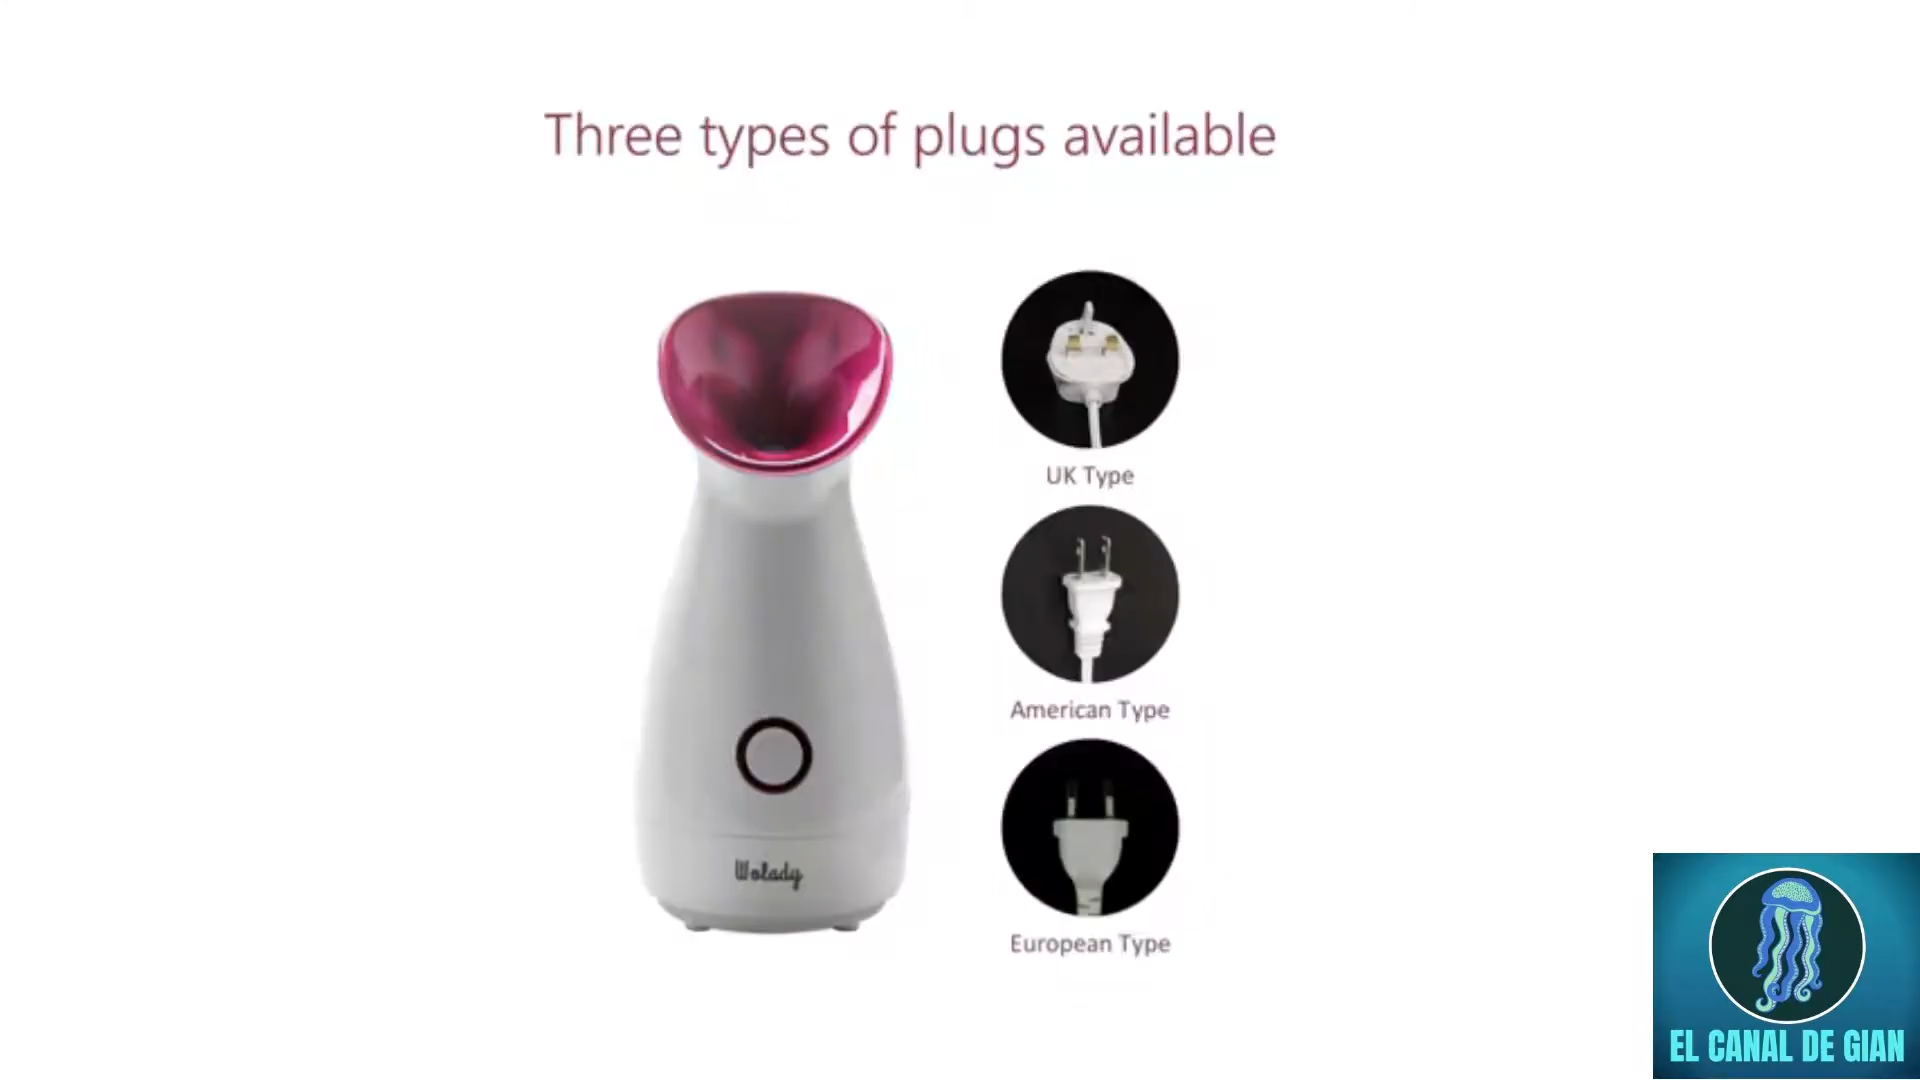 Three types of plugs available
UK Type
American Type
Wolady
European Type
EL CANAL DE GIAN